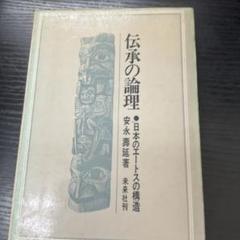 伝承の論理
●日本のエートスの構造
安永壽延著　未来社刊